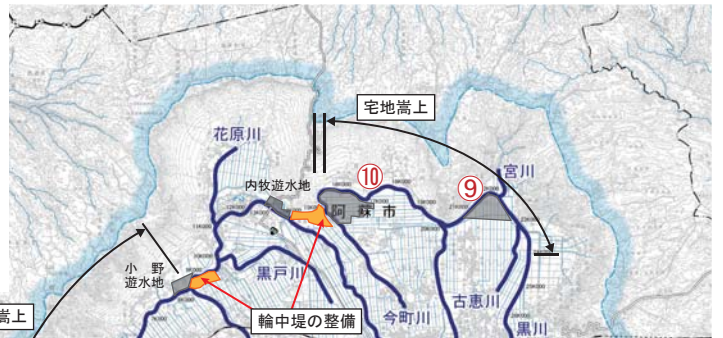 宅地嵩上
花原川
宮川
⑩
⑨
内牧遊水地
阿蘇市
小野
遊水地
黒戸川
古恵川
嵩上
輪中堤の整備
今町川
黒川